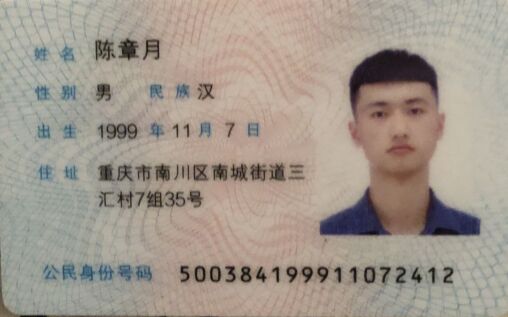 姓名 陈章月
性别 男 民族 汉
出生 1999 年 11 月 7 日
住址 重庆市南川区南城街道三
汇村7组35号
公民身份号码 500384199911072412